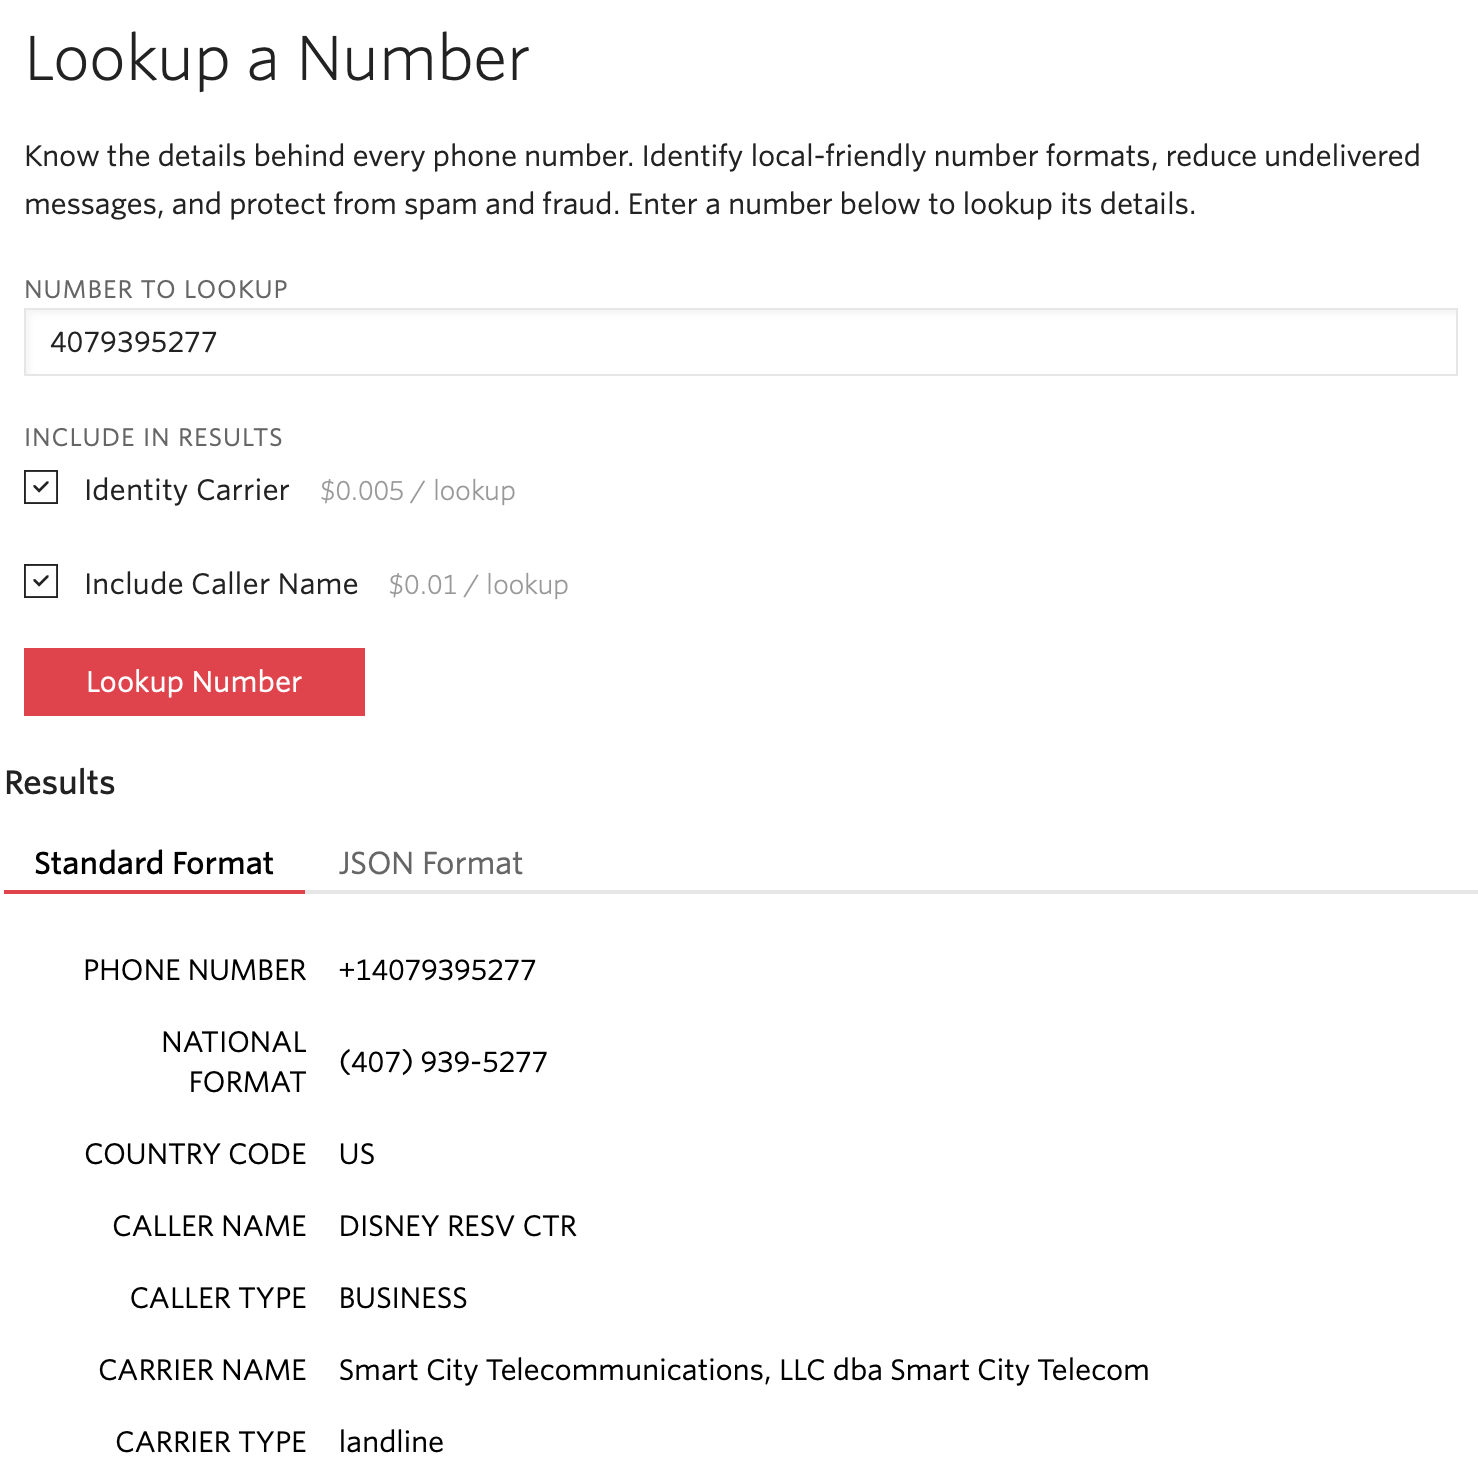 Lookup a Number
Know the details behind every phone number. Identify local-friendly number formats, reduce undelivered
messages, and protect from spam and fraud. Enter a number below to lookup its details.
NUMBER TO LOOKUP
4079395277
INCLUDE IN RESULTS
Identity Carrier $0.005 / lookup
Include Caller Name $0.01 / lookup
Lookup Number
Results
Standard Format JSON Format
PHONE NUMBER +14079395277
NATIONAL
FORMAT (407) 939-5277
COUNTRY CODE US
CALLER NAME DISNEY RESV CTR
CALLER TYPE BUSINESS
CARRIER NAME Smart City Telecommunications, LLC dba Smart City Telecom
CARRIER TYPE landline